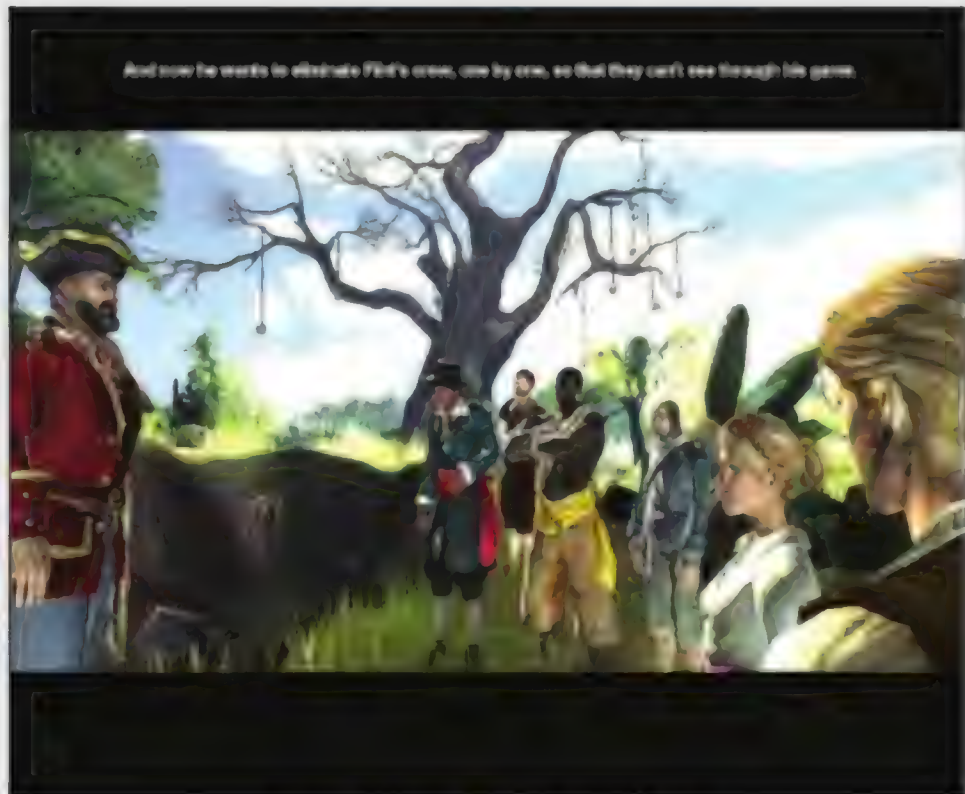 And now he wants to eliminate Flint's crew, one by one, so that they can't see through his game.